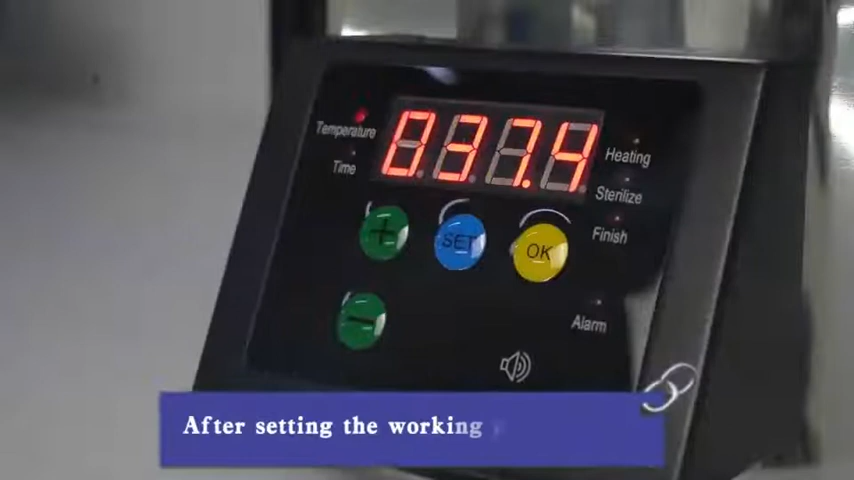 Temperature
Time
037.4
Heating
Sterilize
Finish
+
SET
OK
−
Alarm
After setting the working